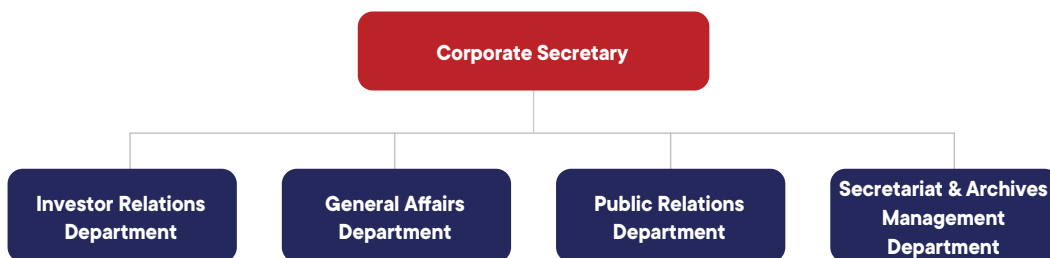 Corporate Secretary
Investor Relations
Department
General Affairs
Department
Public Relations
Department
Secretariat & Archives
Management
Department